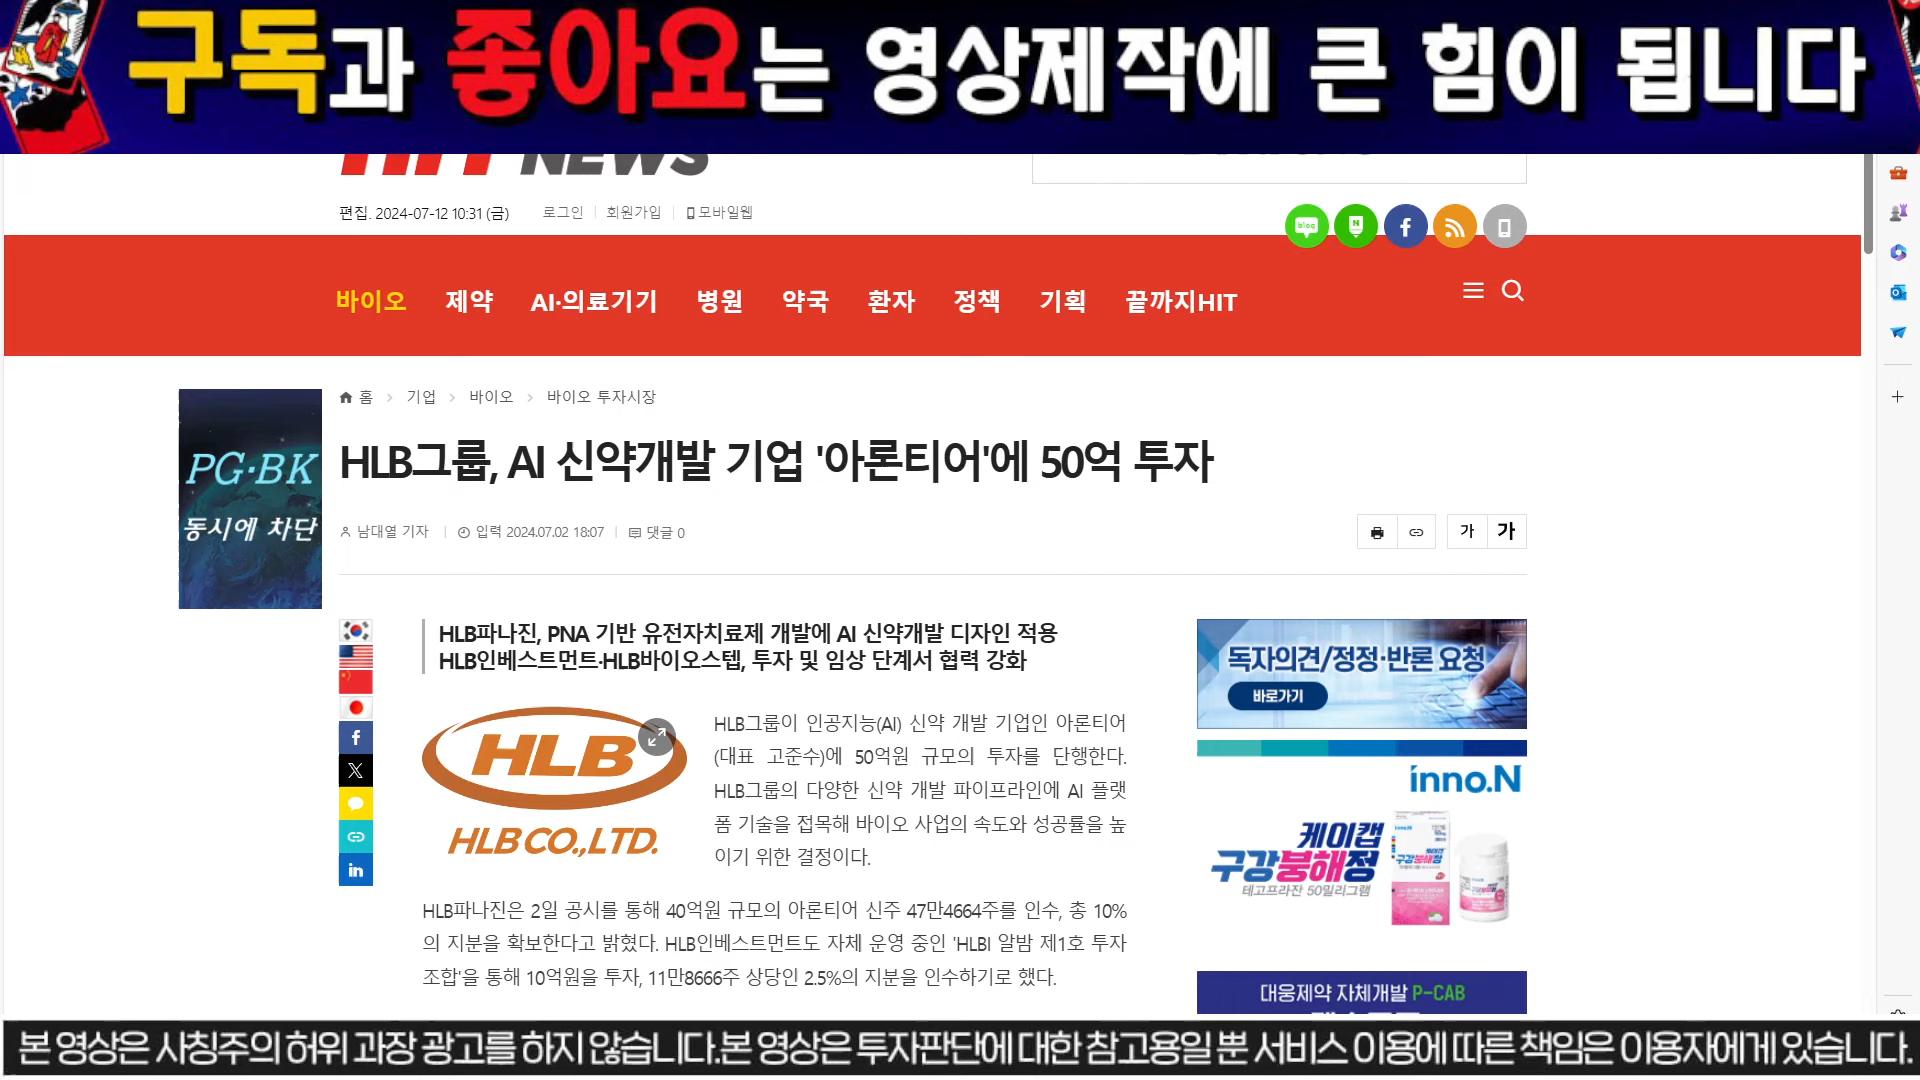 구독과 좋아요는 영상제작에 큰 힘이 됩니다
HIT NEWS
편집. 2024-07-12 10:31 (금)
로그인
회원가입
모바일웹
blog
바이오 제약 AI·의료기기 병원 약국 환자 정책 기획 끝까지HIT
홈 > 기업 > 바이오 > 바이오 투자시장
PG·BK
동시에 차단
HLB그룹, AI 신약개발 기업 '아론티어'에 50억 투자
남대열 기자
입력 2024.07.02 18:07
댓글 0
가 가
HLB파나진, PNA 기반 유전자치료제 개발에 AI 신약개발 디자인 적용
HLB인베스트먼트·HLB바이오스텝, 투자 및 임상 단계서 협력 강화
HLB
HLB CO.,LTD.
HLB그룹이 인공지능(AI) 신약 개발 기업인 아론티어
(대표 고준수)에 50억원 규모의 투자를 단행한다.
HLB그룹의 다양한 신약 개발 파이프라인에 AI 플랫
폼 기술을 접목해 바이오 사업의 속도와 성공률을 높
이기 위한 결정이다.
HLB파나진은 2일 공시를 통해 40억원 규모의 아론티어 신주 47만4664주를 인수, 총 10%
의 지분을 확보한다고 밝혔다. HLB인베스트먼트도 자체 운영 중인 'HLBI 알밤 제1호 투자
조합'을 통해 10억원을 투자, 11만8666주 상당인 2.5%의 지분을 인수하기로 했다.
독자의견/정정·반론 요청
바로가기
inno.N
케이캡
구강붕해정
테고프라잔 50밀리그램
대웅제약 자체개발 P-CAB
본 영상은 사칭주의 허위 과장 광고를 하지 않습니다.본 영상은 투자판단에 대한 참고용일 뿐 서비스 이용에 따른 책임은 이용자에게 있습니다.